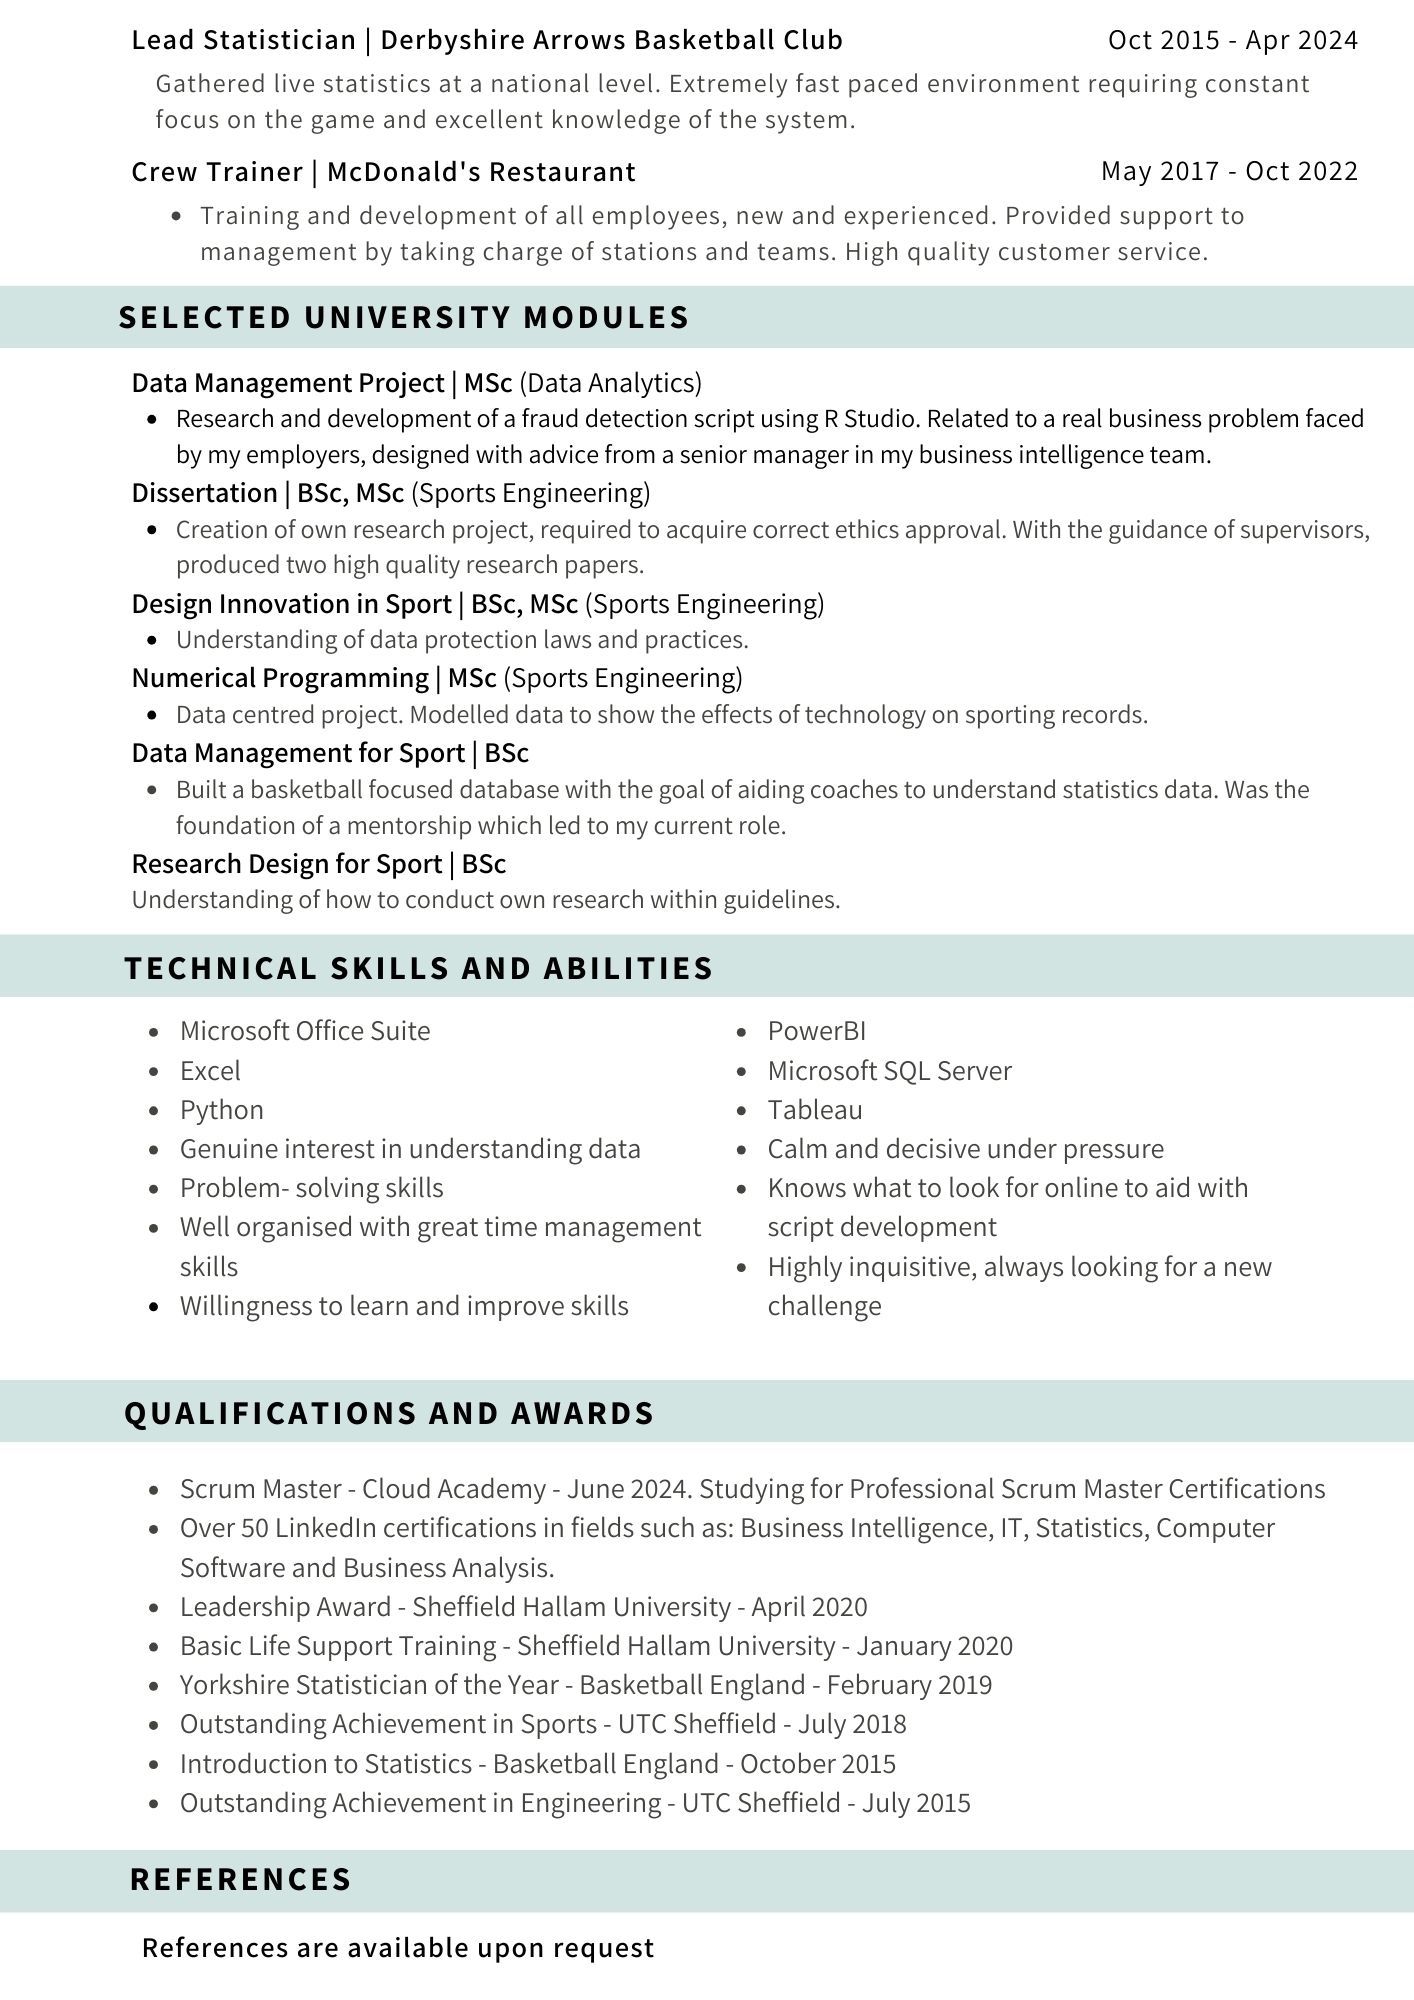 Lead Statistician | Derbyshire Arrows Basketball Club Oct 2015 - Apr 2024
Gathered live statistics at a national level. Extremely fast paced environment requiring constant
focus on the game and excellent knowledge of the system.
Crew Trainer | McDonald's Restaurant May 2017 - Oct 2022
• Training and development of all employees, new and experienced. Provided support to
management by taking charge of stations and teams. High quality customer service.
SELECTED UNIVERSITY MODULES
Data Management Project | MSc (Data Analytics)
• Research and development of a fraud detection script using R Studio. Related to a real business problem faced
by my employers, designed with advice from a senior manager in my business intelligence team.
Dissertation | BSc, MSc (Sports Engineering)
• Creation of own research project, required to acquire correct ethics approval. With the guidance of supervisors,
produced two high quality research papers.
Design Innovation in Sport | BSc, MSc (Sports Engineering)
• Understanding of data protection laws and practices.
Numerical Programming | MSc (Sports Engineering)
• Data centred project. Modelled data to show the effects of technology on sporting records.
Data Management for Sport | BSc
• Built a basketball focused database with the goal of aiding coaches to understand statistics data. Was the
foundation of a mentorship which led to my current role.
Research Design for Sport | BSc
Understanding of how to conduct own research within guidelines.
TECHNICAL SKILLS AND ABILITIES
• Microsoft Office Suite
• Excel
• Python
• Genuine interest in understanding data
• Problem- solving skills
• Well organised with great time management
skills
• Willingness to learn and improve skills
• PowerBI
• Microsoft SQL Server
• Tableau
• Calm and decisive under pressure
• Knows what to look for online to aid with
script development
• Highly inquisitive, always looking for a new
challenge
QUALIFICATIONS AND AWARDS
• Scrum Master - Cloud Academy - June 2024. Studying for Professional Scrum Master Certifications
• Over 50 LinkedIn certifications in fields such as: Business Intelligence, IT, Statistics, Computer
Software and Business Analysis.
• Leadership Award - Sheffield Hallam University - April 2020
• Basic Life Support Training - Sheffield Hallam University - January 2020
• Yorkshire Statistician of the Year - Basketball England - February 2019
• Outstanding Achievement in Sports - UTC Sheffield - July 2018
• Introduction to Statistics - Basketball England - October 2015
• Outstanding Achievement in Engineering - UTC Sheffield - July 2015
REFERENCES
References are available upon request